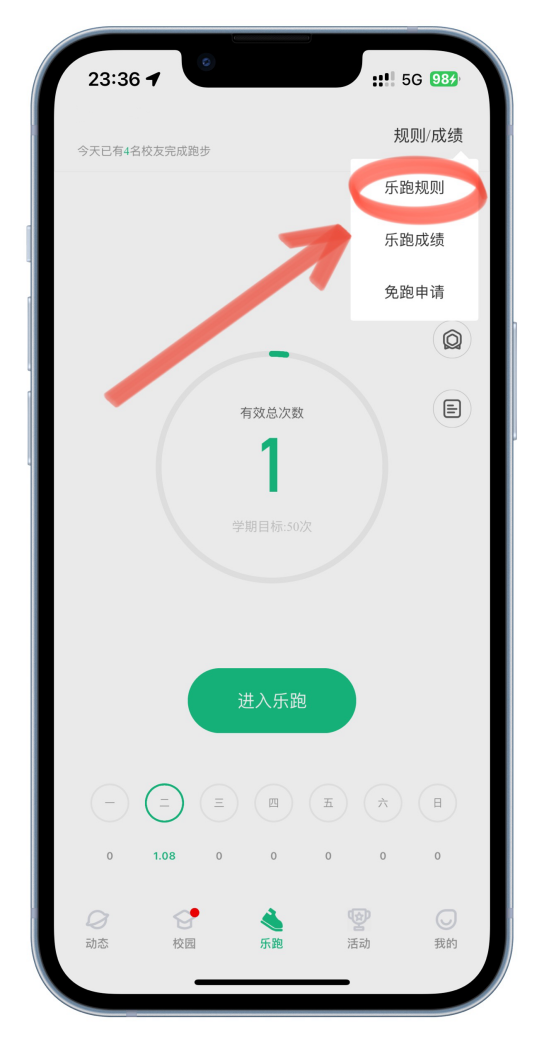 23:36 5G 98
规则/成绩
今天已有4名校友完成跑步
乐跑规则
乐跑成绩
免跑申请
有效总次数
1
学期目标:50次
进入乐跑
一 二 三 四 五 六 日
0 1.08 0 0 0 0 0
动态 校园 乐跑 活动 我的